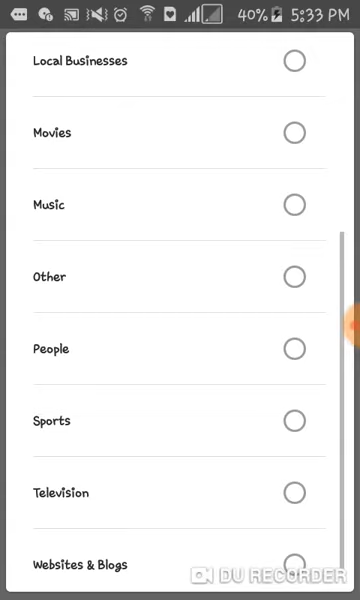 40% 5:33 PM
Local Businesses
Movies
Music
Other
People
Sports
Television
Websites & Blogs
DU RECORDER